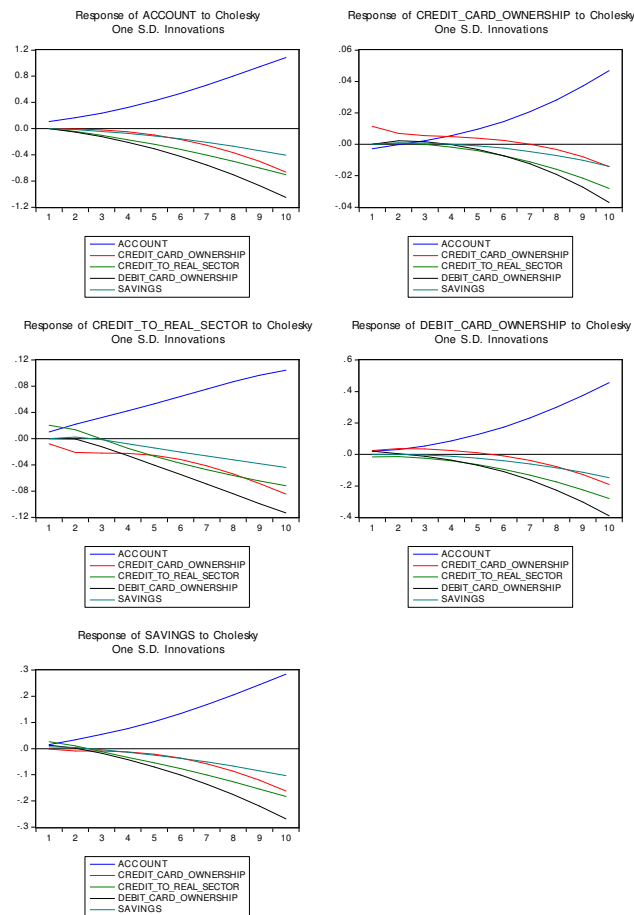 Response of ACCOUNT to Cholesky
One S.D. Innovations
1.2
0.8
0.4
0.0
-0.4
-0.8
-1.2
1 2 3 4 5 6 7 8 9 10
ACCOUNT
CREDIT_CARD_OWNERSHIP
CREDIT_TO_REAL_SECTOR
DEBIT_CARD_OWNERSHIP
SAVINGS
Response of CREDIT_CARD_OWNERSHIP to Cholesky
One S.D. Innovations
.06
.04
.02
.00
-.02
-.04
1 2 3 4 5 6 7 8 9 10
ACCOUNT
CREDIT_CARD_OWNERSHIP
CREDIT_TO_REAL_SECTOR
DEBIT_CARD_OWNERSHIP
SAVINGS
Response of CREDIT_TO_REAL_SECTOR to Cholesky
One S.D. Innovations
.12
.08
.04
.00
-.04
-.08
-.12
1 2 3 4 5 6 7 8 9 10
ACCOUNT
CREDIT_CARD_OWNERSHIP
CREDIT_TO_REAL_SECTOR
DEBIT_CARD_OWNERSHIP
SAVINGS
Response of DEBIT_CARD_OWNERSHIP to Cholesky
One S.D. Innovations
.6
.4
.2
.0
-.2
-.4
1 2 3 4 5 6 7 8 9 10
ACCOUNT
CREDIT_CARD_OWNERSHIP
CREDIT_TO_REAL_SECTOR
DEBIT_CARD_OWNERSHIP
SAVINGS
Response of SAVINGS to Cholesky
One S.D. Innovations
.3
.2
.1
.0
-.1
-.2
-.3
1 2 3 4 5 6 7 8 9 10
ACCOUNT
CREDIT_CARD_OWNERSHIP
CREDIT_TO_REAL_SECTOR
DEBIT_CARD_OWNERSHIP
SAVINGS